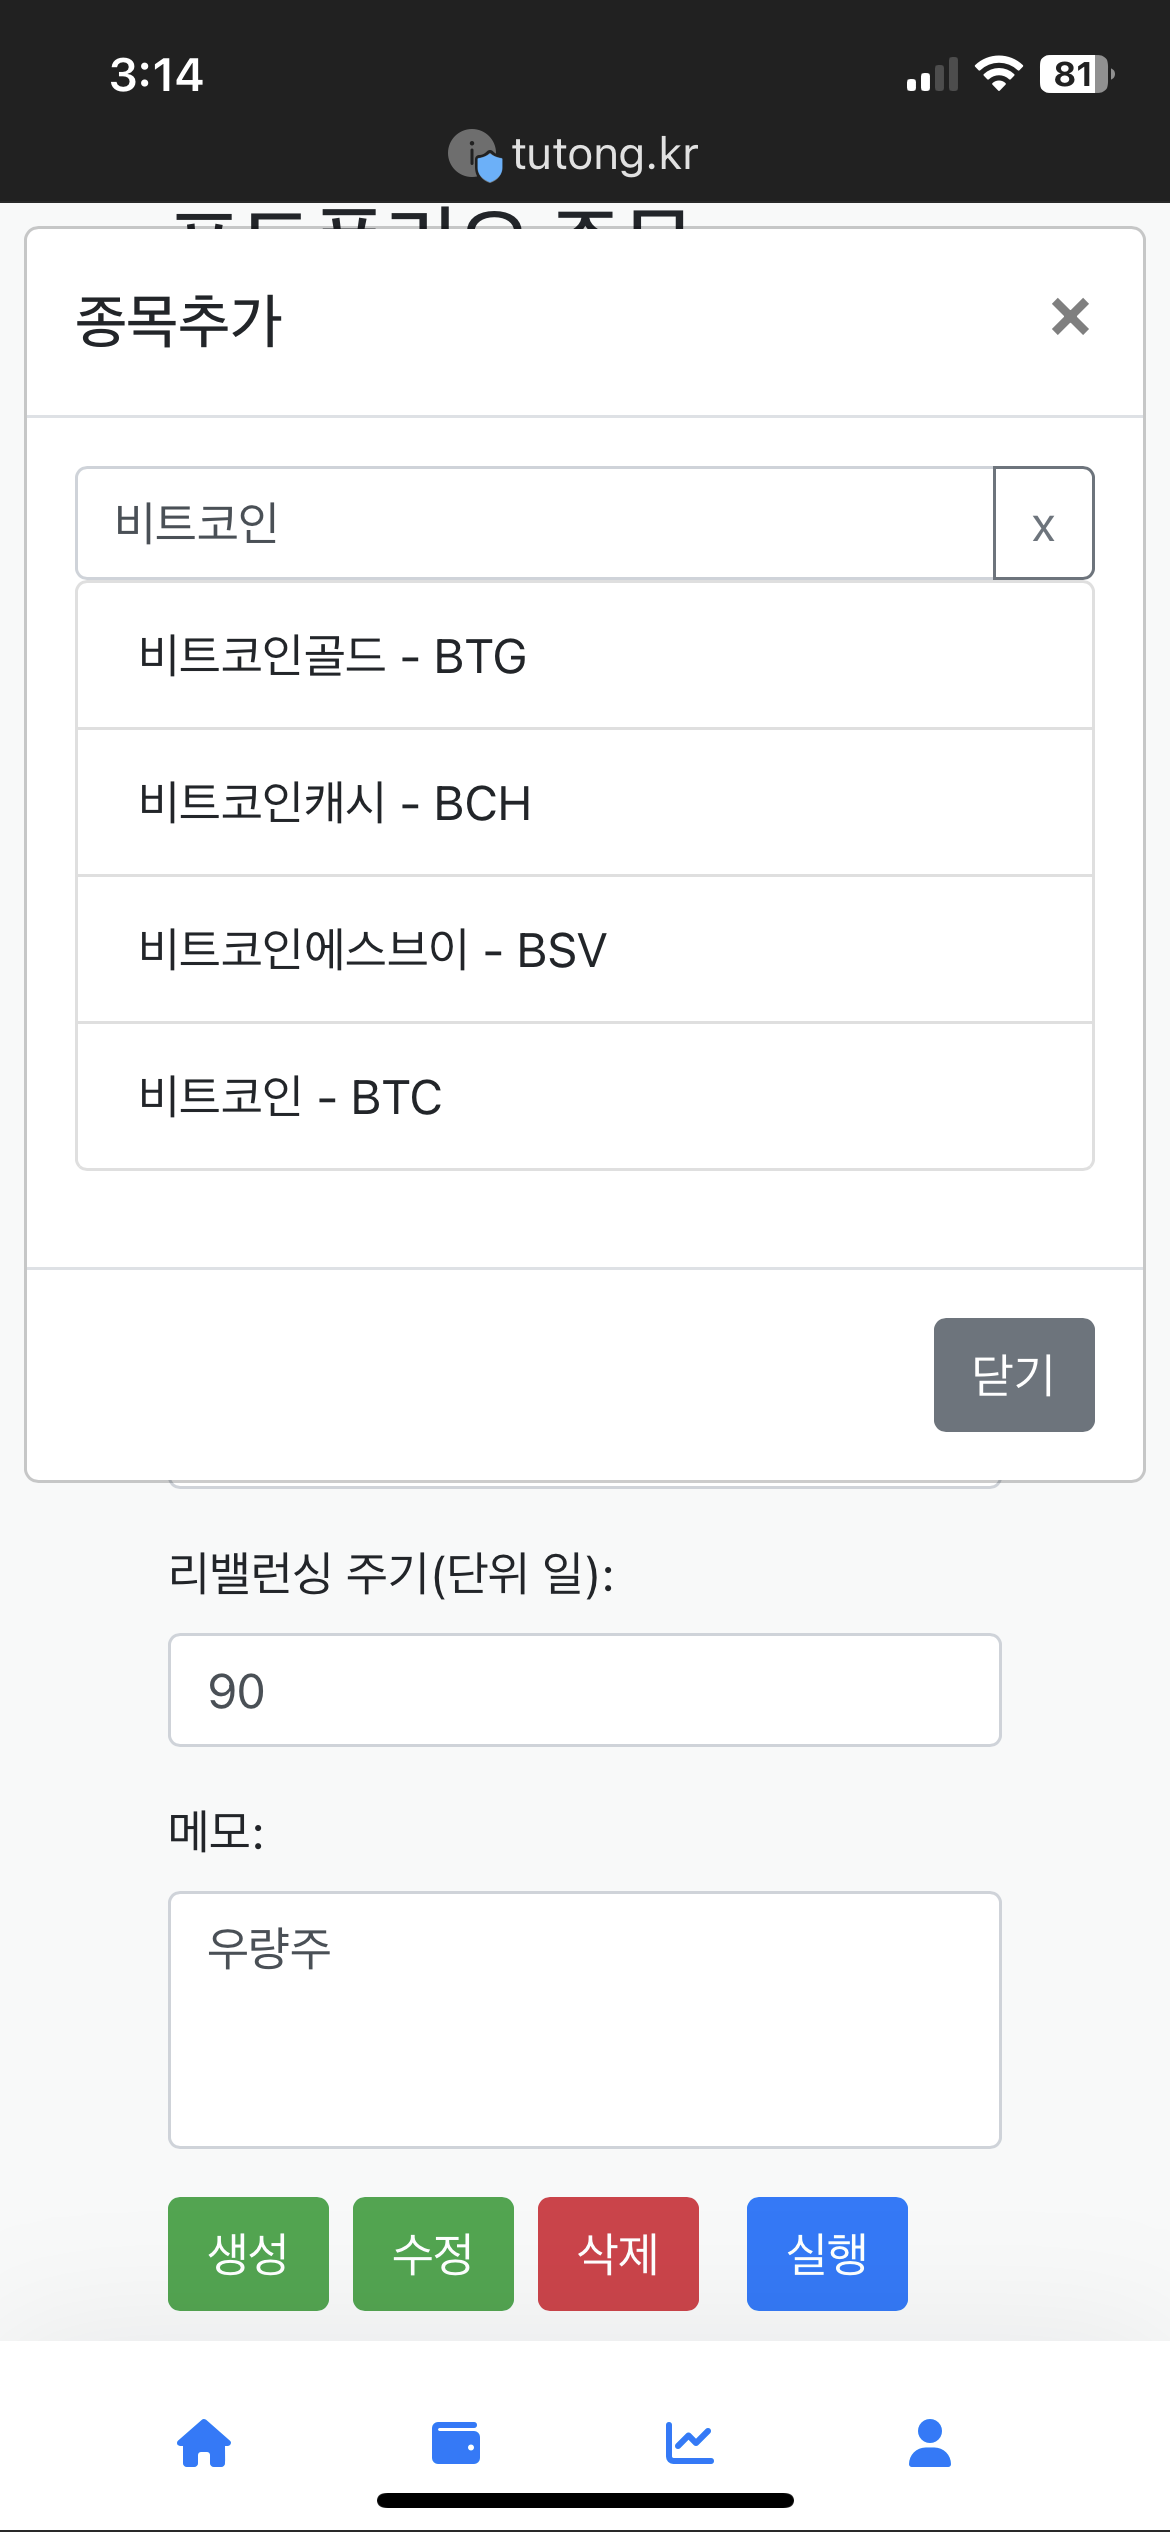 3:14
81
tutong.kr
종목추가
×
비트코인
x
비트코인골드 - BTG
비트코인캐시 - BCH
비트코인에스브이 - BSV
비트코인 - BTC
닫기
리밸런싱 주기(단위 일):
90
메모:
우량주
생성 수정 삭제 실행